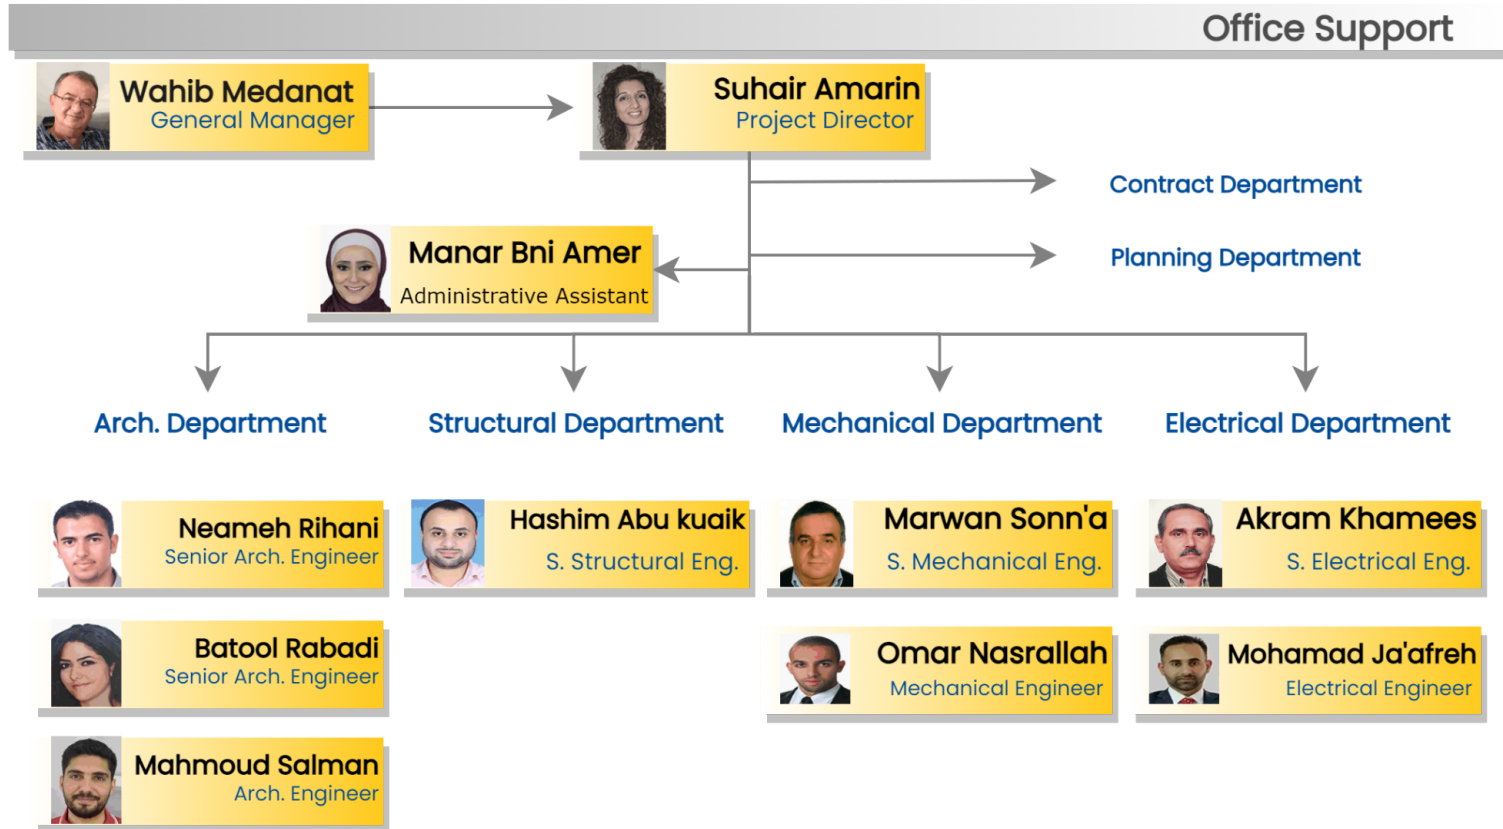 Office Support
Wahib Medanat
General Manager
Suhair Amarin
Project Director
Contract Department
Planning Department
Manar Bni Amer
Administrative Assistant
Arch. Department
Structural Department
Mechanical Department
Electrical Department
Neameh Rihani
Senior Arch. Engineer
Hashim Abu kuaik
S. Structural Eng.
Marwan Sonn'a
S. Mechanical Eng.
Akram Khamees
S. Electrical Eng.
Batool Rabadi
Senior Arch. Engineer
Omar Nasrallah
Mechanical Engineer
Mohamad Ja'afreh
Electrical Engineer
Mahmoud Salman
Arch. Engineer